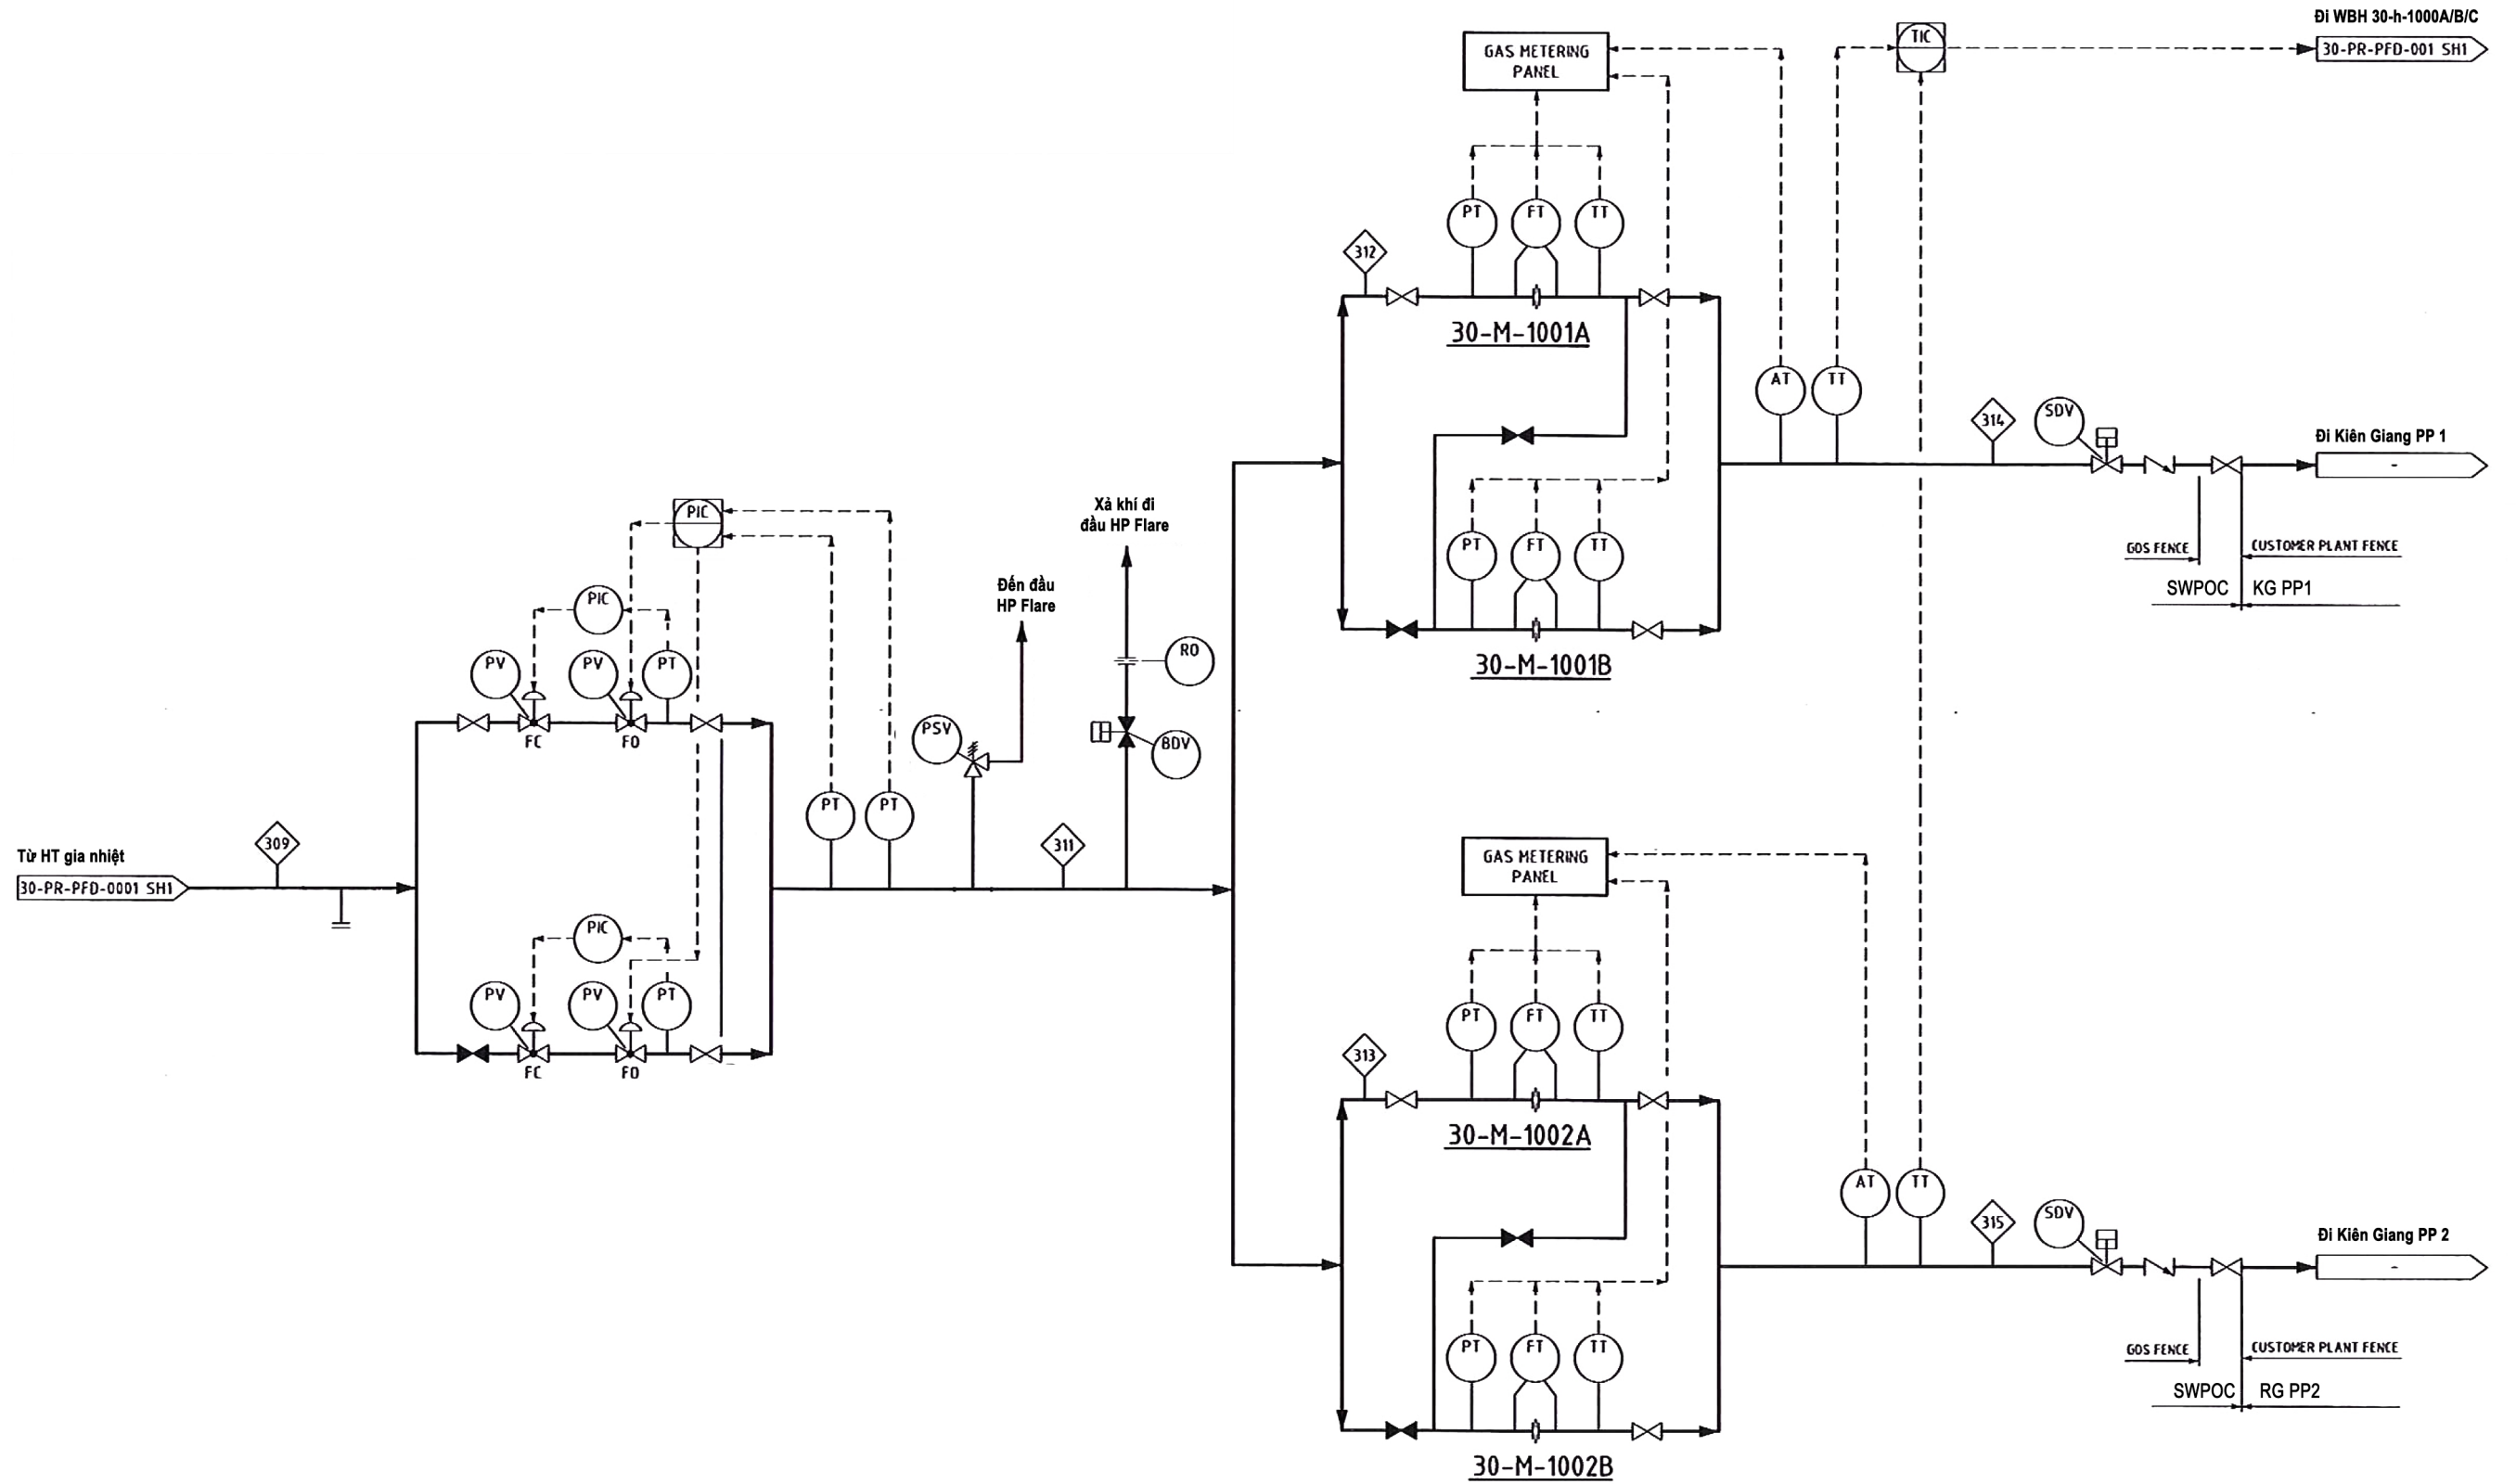 Đi WBH 30-h-1000A/B/C
TIC
30-PR-PFD-001 SH1
GAS METERING
PANEL
PT
FT
TT
312
30-M-1001A
AT
TT
314
SDV
Đi Kiên Giang PP 1
-
GOS FENCE
CUSTOMER PLANT FENCE
SWPOC
KG PP1
PT
FT
TT
30-M-1001B
PIC
Xả khí đi
đầu HP Flare
Đến đầu
HP Flare
PIC
PV
PV
PT
FC
FO
RO
PSV
BDV
PT
PT
309
311
Từ HT gia nhiệt
30-PR-PFD-0001 SH1
PIC
PV
PV
PT
FC
FO
GAS METERING
PANEL
PT
FT
TT
313
30-M-1002A
AT
TT
315
SDV
Đi Kiên Giang PP 2
-
GOS FENCE
CUSTOMER PLANT FENCE
SWPOC
RG PP2
PT
FT
TT
30-M-1002B